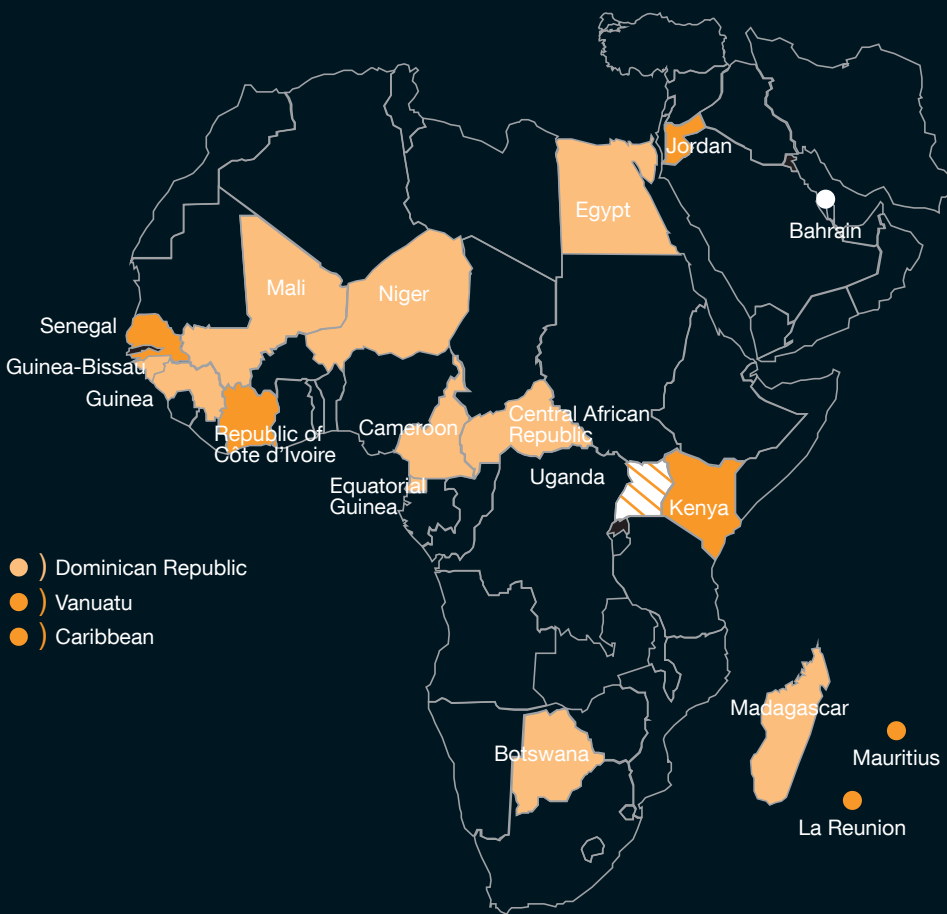 Jordan
Egypt
Bahrain
Mali
Niger
Senegal
Guinea-Bissau
Guinea
Republic of
Côte d'Ivoire
Cameroon
Central African
Republic
Equatorial
Guinea
Uganda
Kenya
) Dominican Republic
) Vanuatu
) Caribbean
Madagascar
Botswana
Mauritius
La Reunion